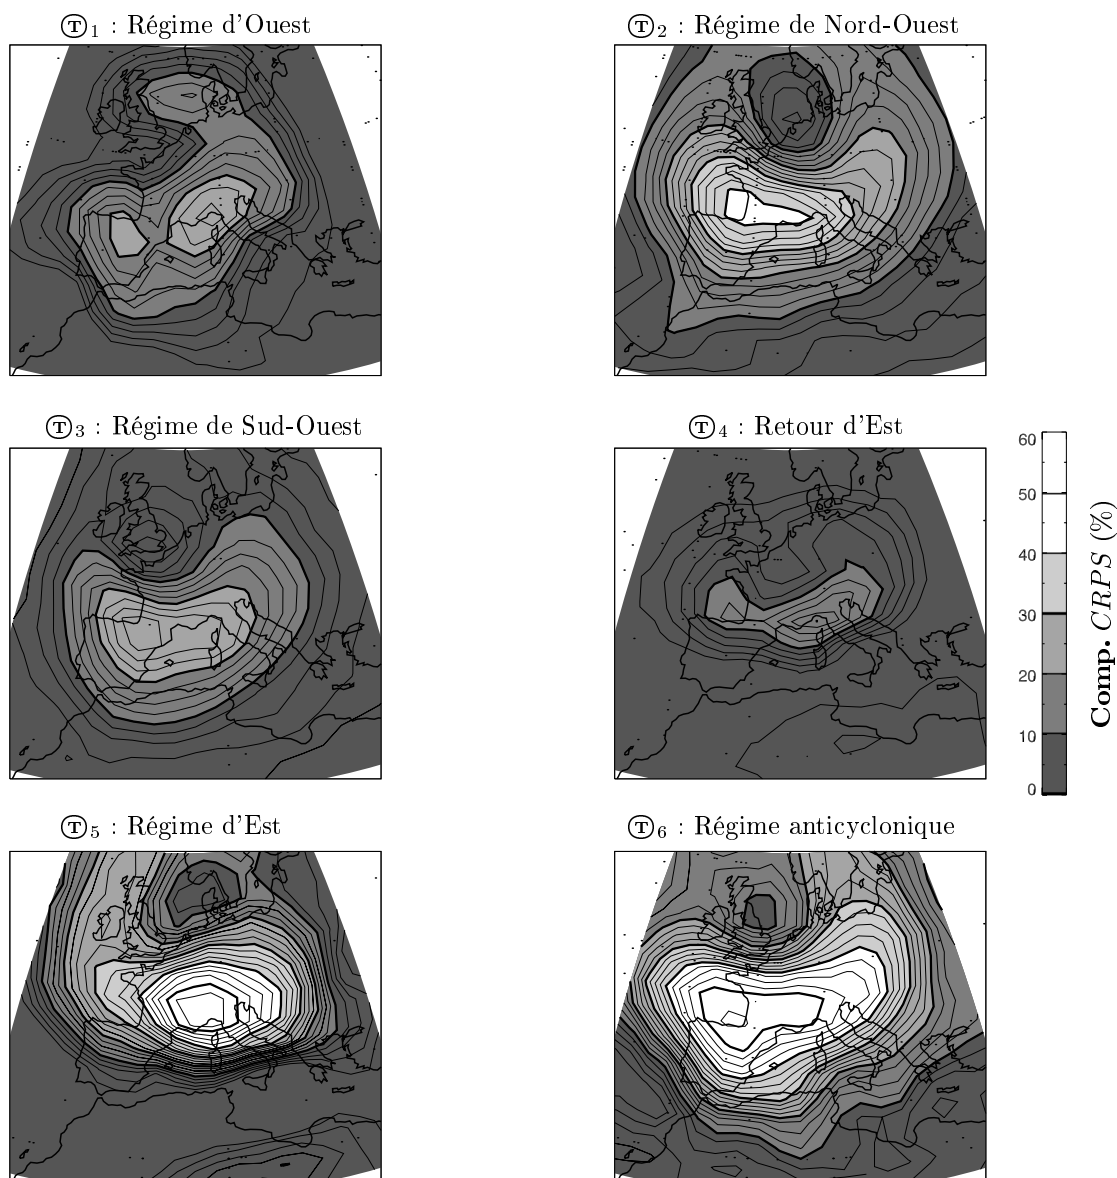 Ⓣ₁ : Régime d'Ouest
Ⓣ₂ : Régime de Nord-Ouest
Ⓣ₃ : Régime de Sud-Ouest
Ⓣ₄ : Retour d'Est
60
50
40
30
20
10
0
Comp. CRPS (%)
Ⓣ₅ : Régime d'Est
Ⓣ₆ : Régime anticyclonique